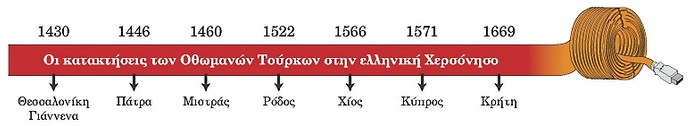 1430 1446 1460 1522 1566 1571 1669
Οι κατακτήσεις των Οθωμανών Τούρκων στην ελληνική Χερσόνησο
Θεσσαλονίκη Πάτρα Μιστράς Ρόδος Χίος Κύπρος Κρήτη
Γιάννενα